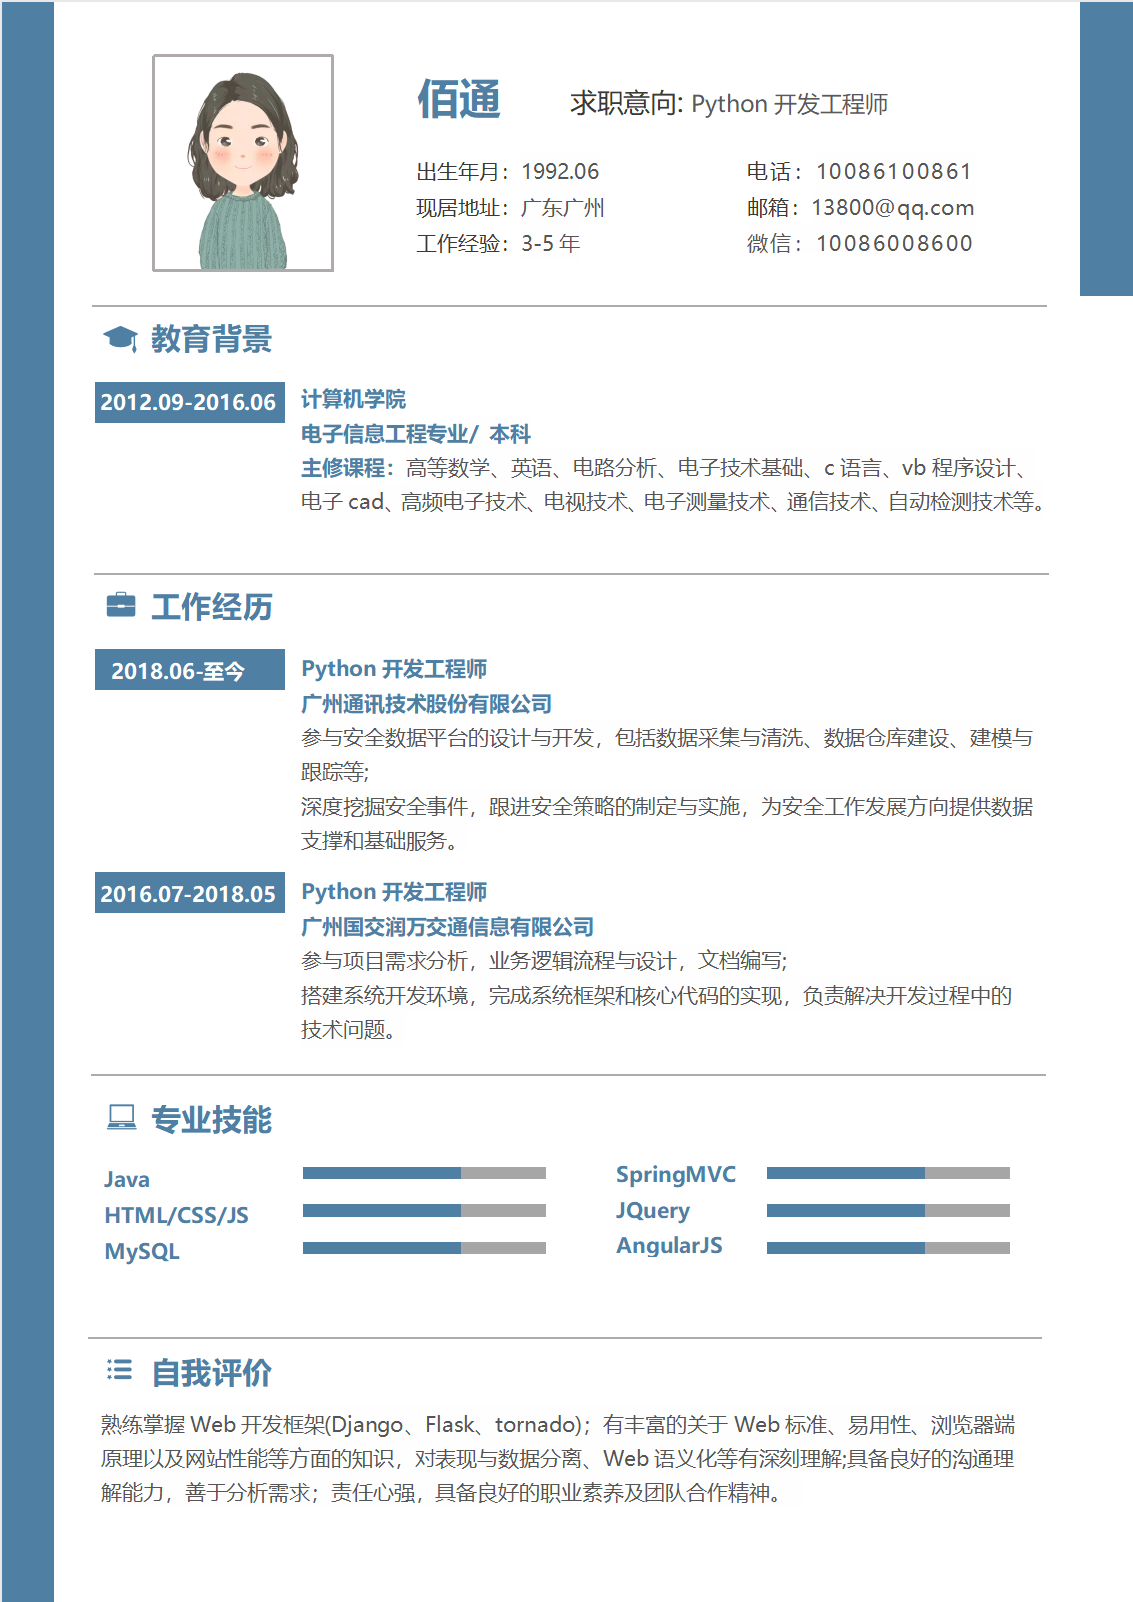 佰通
求职意向: Python 开发工程师
出生年月：1992.06
电话：10086100861
现居地址：广东广州
邮箱：13800@qq.com
工作经验：3-5 年
微信：10086008600
教育背景
2012.09-2016.06
计算机学院
电子信息工程专业/ 本科
主修课程：高等数学、英语、电路分析、电子技术基础、c 语言、vb 程序设计、
电子 cad、高频电子技术、电视技术、电子测量技术、通信技术、自动检测技术等。
工作经历
2018.06-至今
Python 开发工程师
广州通讯技术股份有限公司
参与安全数据平台的设计与开发，包括数据采集与清洗、数据仓库建设、建模与
跟踪等;
深度挖掘安全事件，跟进安全策略的制定与实施，为安全工作发展方向提供数据
支撑和基础服务。
2016.07-2018.05
Python 开发工程师
广州国交润万交通信息有限公司
参与项目需求分析，业务逻辑流程与设计，文档编写;
搭建系统开发环境，完成系统框架和核心代码的实现，负责解决开发过程中的
技术问题。
专业技能
Java
SpringMVC
HTML/CSS/JS
JQuery
MySQL
AngularJS
自我评价
熟练掌握 Web 开发框架(Django、Flask、tornado)；有丰富的关于 Web 标准、易用性、浏览器端
原理以及网站性能等方面的知识，对表现与数据分离、Web 语义化等有深刻理解;具备良好的沟通理
解能力，善于分析需求；责任心强，具备良好的职业素养及团队合作精神。